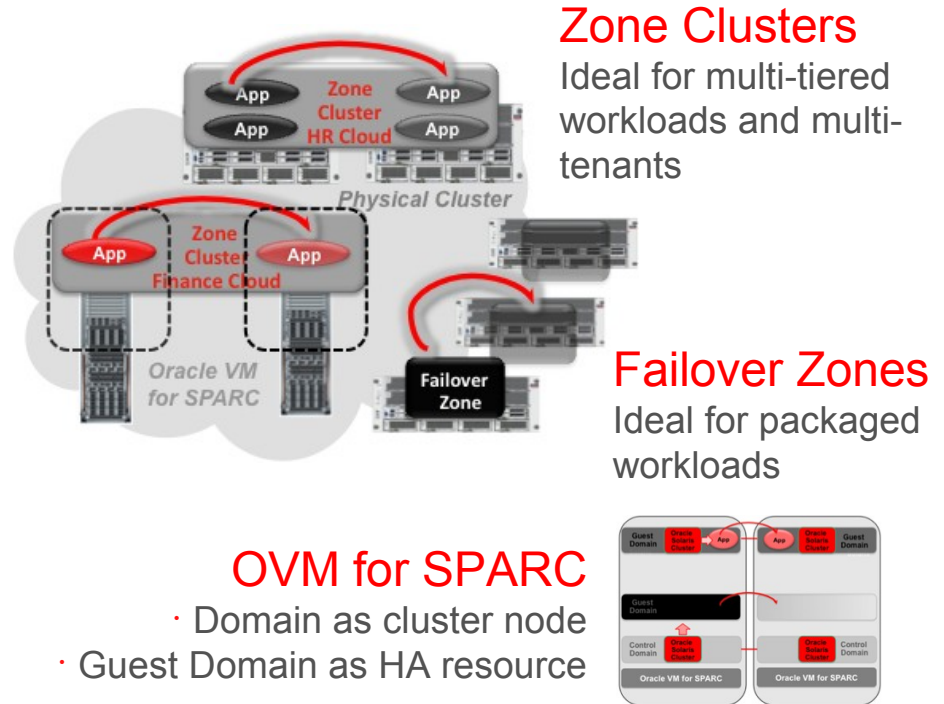 Zone Clusters
Ideal for multi-tiered
workloads and multi-
tenants
App
Zone
Cluster
HR Cloud
App
App
App
Physical Cluster
App
Zone
Cluster
Finance Cloud
App
Oracle VM
for SPARC
Failover
Zone
Failover Zones
Ideal for packaged
workloads
OVM for SPARC
· Domain as cluster node
· Guest Domain as HA resource
Guest
Domain
Oracle
Solaris
Cluster
App
App
Oracle
Solaris
Cluster
Guest
Domain
Guest
Domain
Control
Domain
Oracle
Solaris
Cluster
Oracle
Solaris
Cluster
Control
Domain
Oracle VM for SPARC
Oracle VM for SPARC